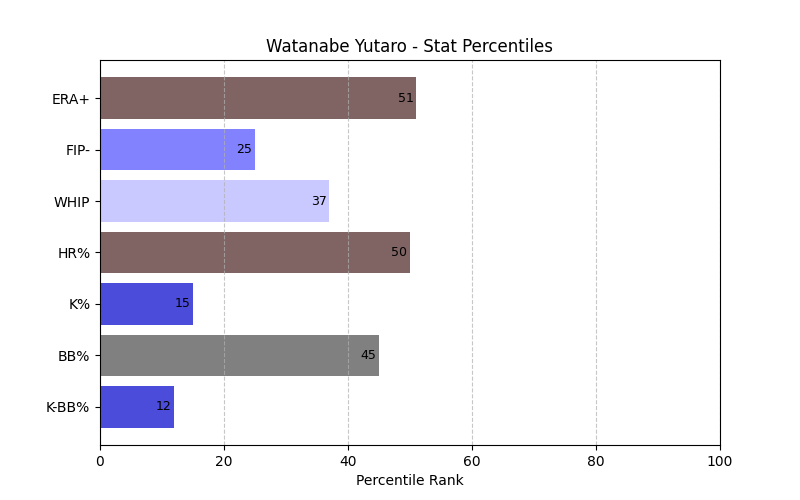 Watanabe Yutaro - Stat Percentiles
ERA+ 51
FIP- 25
WHIP 37
HR% 50
K% 15
BB% 45
K-BB% 12
0 20 40 60 80 100
Percentile Rank